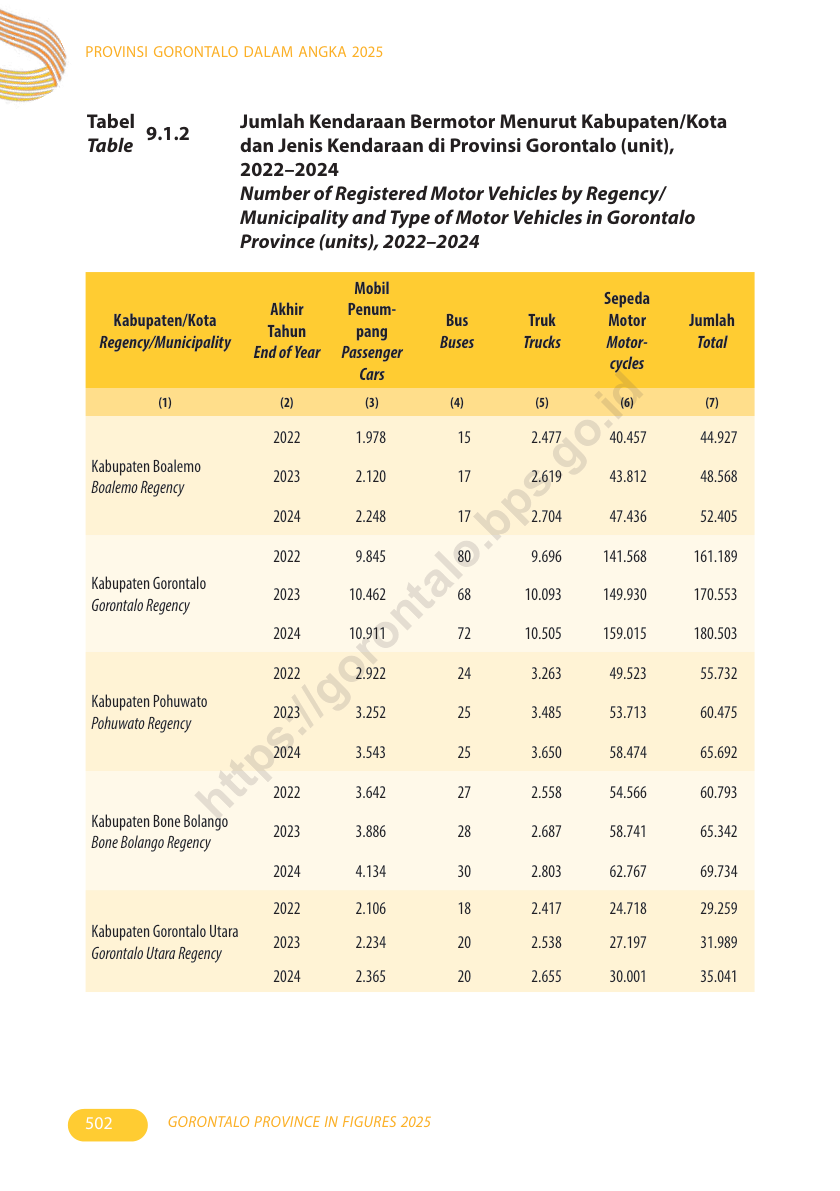 PROVINSI GORONTALO DALAM ANGKA 2025
Tabel
Table
9.1.2
Jumlah Kendaraan Bermotor Menurut Kabupaten/Kota
dan Jenis Kendaraan di Provinsi Gorontalo (unit),
2022–2024
Number of Registered Motor Vehicles by Regency/
Municipality and Type of Motor Vehicles in Gorontalo
Province (units), 2022–2024
Kabupaten/Kota
Regency/Municipality
Akhir
Tahun
End of Year
Mobil
Penum-
pang
Passenger
Cars
Bus
Buses
Truk
Trucks
Sepeda
Motor
Motor-
cycles
Jumlah
Total
(1) (2) (3) (4) (5) (6) (7)
Kabupaten Boalemo
Boalemo Regency
2022 1.978 15 2.477 40.457 44.927
2023 2.120 17 2.619 43.812 48.568
2024 2.248 17 2.704 47.436 52.405
Kabupaten Gorontalo
Gorontalo Regency
2022 9.845 80 9.696 141.568 161.189
2023 10.462 68 10.093 149.930 170.553
2024 10.911 72 10.505 159.015 180.503
Kabupaten Pohuwato
Pohuwato Regency
2022 2.922 24 3.263 49.523 55.732
2023 3.252 25 3.485 53.713 60.475
2024 3.543 25 3.650 58.474 65.692
Kabupaten Bone Bolango
Bone Bolango Regency
2022 3.642 27 2.558 54.566 60.793
2023 3.886 28 2.687 58.741 65.342
2024 4.134 30 2.803 62.767 69.734
Kabupaten Gorontalo Utara
Gorontalo Utara Regency
2022 2.106 18 2.417 24.718 29.259
2023 2.234 20 2.538 27.197 31.989
2024 2.365 20 2.655 30.001 35.041
https://gorontalo.bps.go.id
502
GORONTALO PROVINCE IN FIGURES 2025